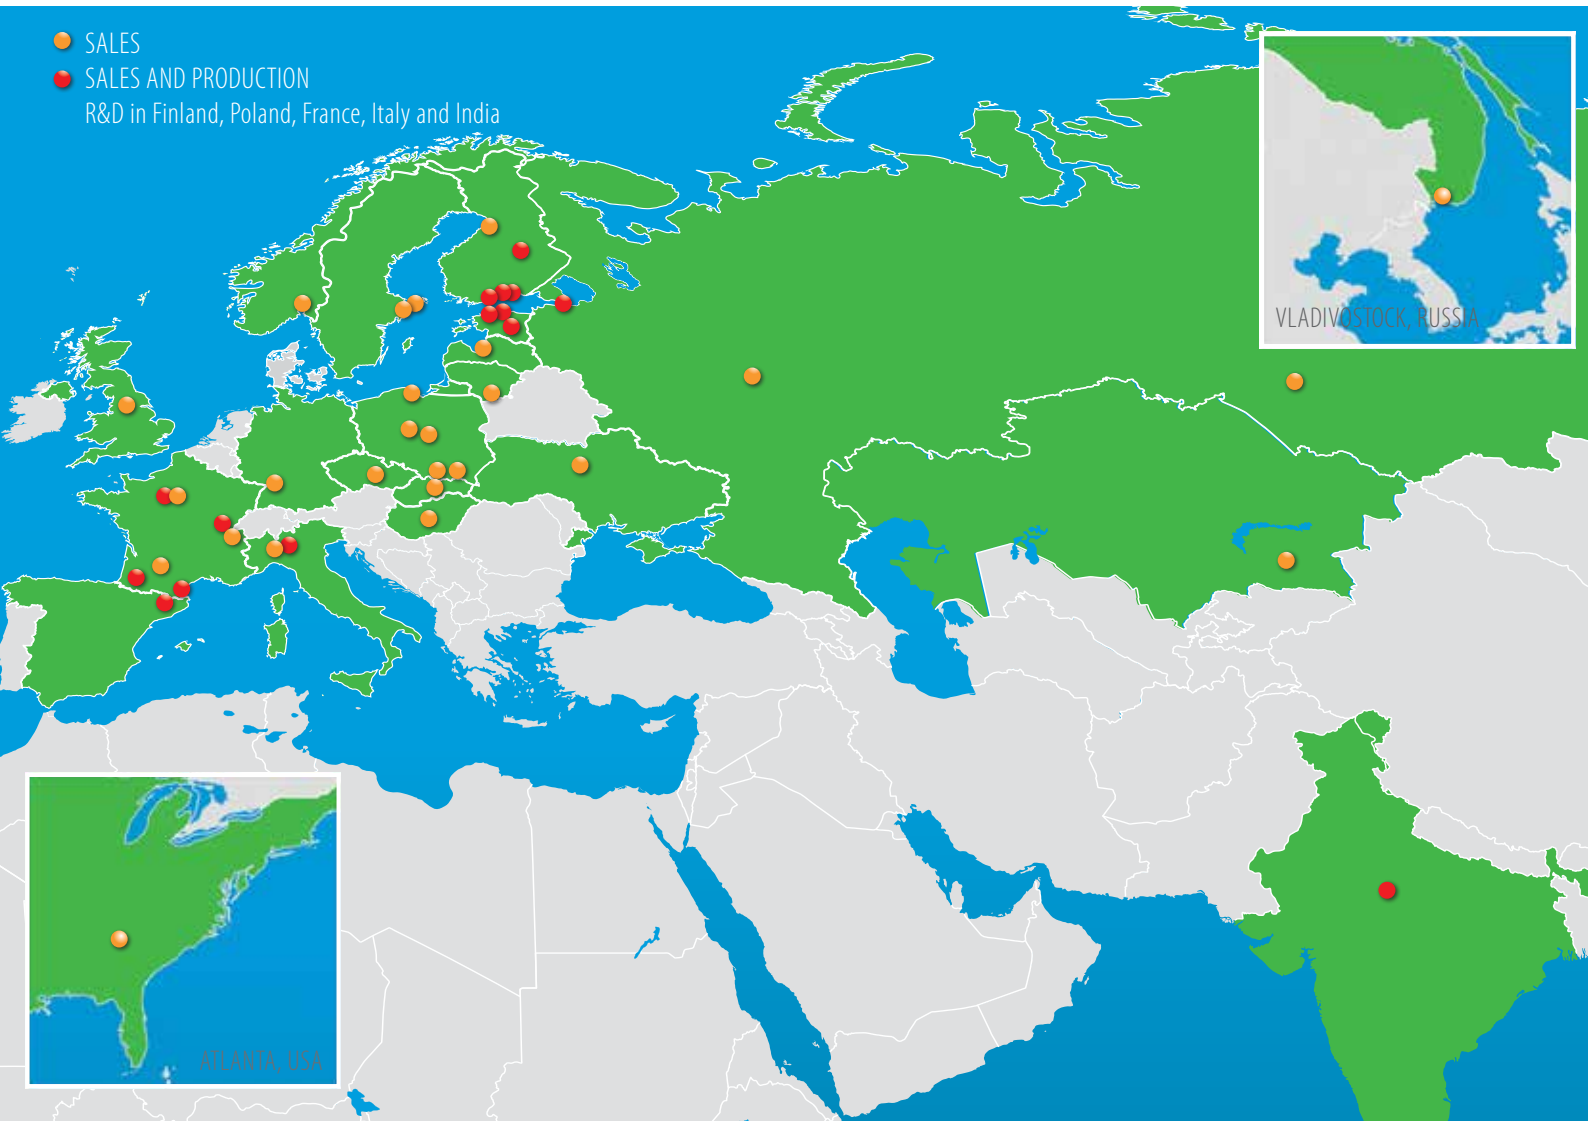 SALES
SALES AND PRODUCTION
R&D in Finland, Poland, France, Italy and India
VLADIVOSTOCK, RUSSIA
ATLANTA, USA